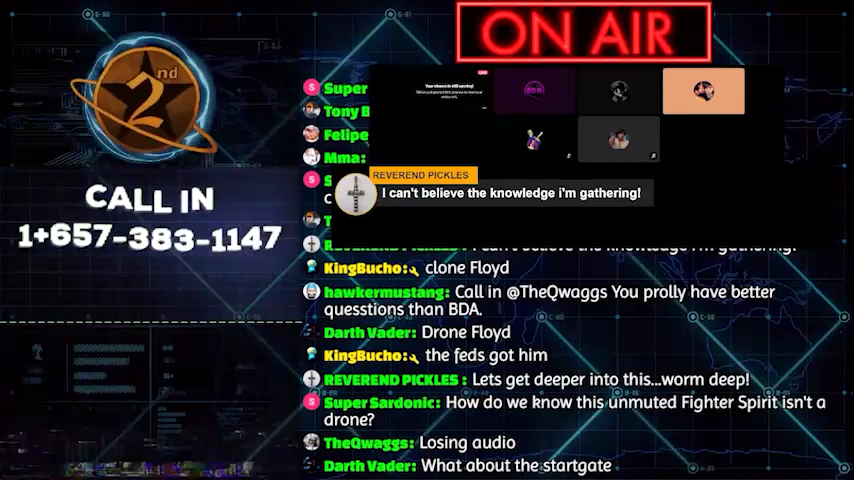 ON AIR
2nd
CALL IN
1+657-383-1147
Super
Tony B
Felipe
Mma:
S
REVEREND PICKLES
I can't believe the knowledge i'm gathering!
KingBucho: clone Floyd
hawkermustang: Call in @TheQwaggs You prolly have better
quesstions than BDA.
Darth Vader: Drone Floyd
KingBucho: the feds got him
REVEREND PICKLES : Lets get deeper into this...worm deep!
Super Sardonic: How do we know this unmuted Fighter Spirit isn't a
drone?
TheQwaggs: Losing audio
Darth Vader: What about the startgate